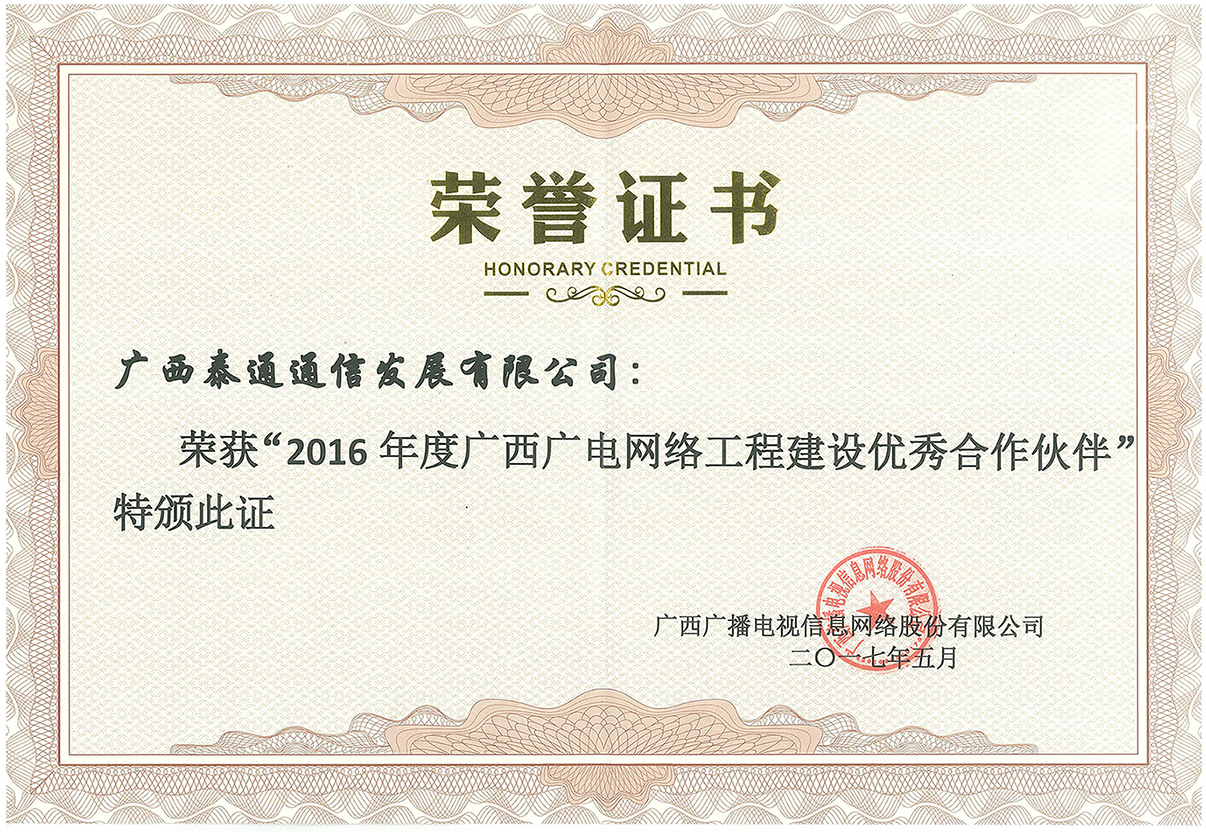 荣誉证书
HONORARY CREDENTIAL
广西泰通通信发展有限公司：
荣获“2016 年度广西广电网络工程建设优秀合作伙伴”
特颁此证
广西广播电视信息网络股份有限公司
广西广播电视信息网络股份有限公司
二〇一七年五月